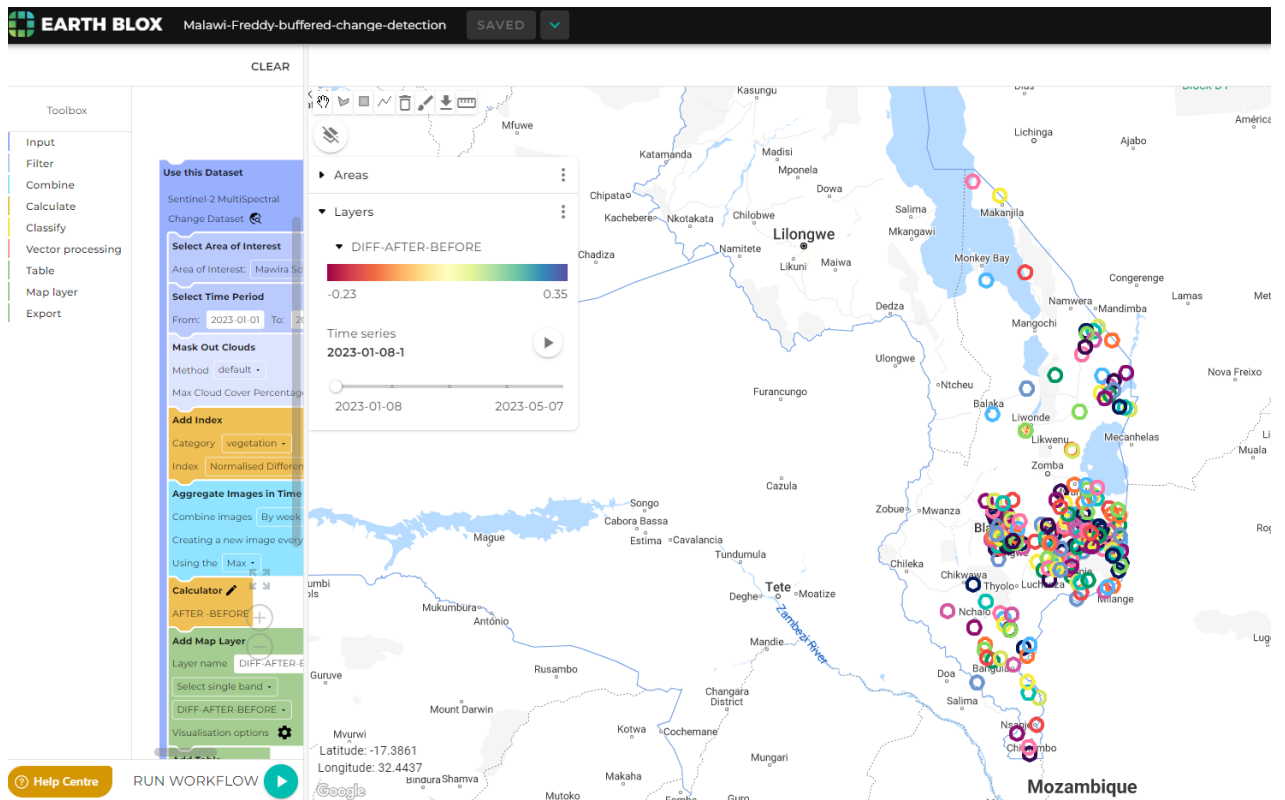 EARTH BLOX
Malawi-Freddy-buffered-change-detection
SAVED
CLEAR
Toolbox
Input
Filter
Combine
Calculate
Classify
Vector processing
Table
Map layer
Export
Use this Dataset
Sentinel-2 MultiSpectral
Change Dataset
Select Area of Interest
Area of Interest: Mawira Sc
Select Time Period
From: 2023-01-01 To: 20
Mask Out Clouds
Method default
Max Cloud Cover Percentag
Add Index
Category vegetation
Index Normalised Differen
Aggregate Images in Time
Combine images By week
Creating a new image every
Using the Max
Calculator
AFTER -BEFORE
Add Map Layer
Layer name DIFF-AFTER-B
Select single band
DIFF-AFTER-BEFORE
Visualisation options
Add Table
Help Centre
RUN WORKFLOW
Areas
Layers
DIFF-AFTER-BEFORE
-0.23 0.35
Time series
2023-01-08-1
2023-01-08 2023-05-07
Kasungu
Mfuwe
Lichinga
Ajabo
Katamanda
Madisi
Mponela
Chipata
Dowa
Kachebere
Nkotakata
Chilobwe
Salima
Mkangawi
Makanjila
Lilongwe
Chadiza
Namitete
Likuni
Maiwa
Monkey Bay
Congerenge
Lamas
Met
Dedza
Namwera
Mandimba
Mangochi
Ulongwe
Nova Freixo
Furancungo
Ntcheu
Balaka
Liwonde
Likwenu
Mecanhelas
Muala
Zomba
Cazula
Songo
Zobue
Mwanza
Cabora Bassa
Mague
Estima
Cavalancia
Tundumula
Chileka
Chikwawa
Thyolo
Luchenza
Milange
Tete
Moatize
Deghe
Mukumbura
António
Nchalo
Zambezi River
Mandie
Bangula
Doa
Guruve
Rusambo
Changara
District
Salima
Mount Darwin
Nsanje
Mvurwi
Kotwa
Cochemane
Latitude: -17.3861
Longitude: 32.4437
Mungari
Bindura
Shamva
Makaha
Mutoko
Guro
Mozambique
Google